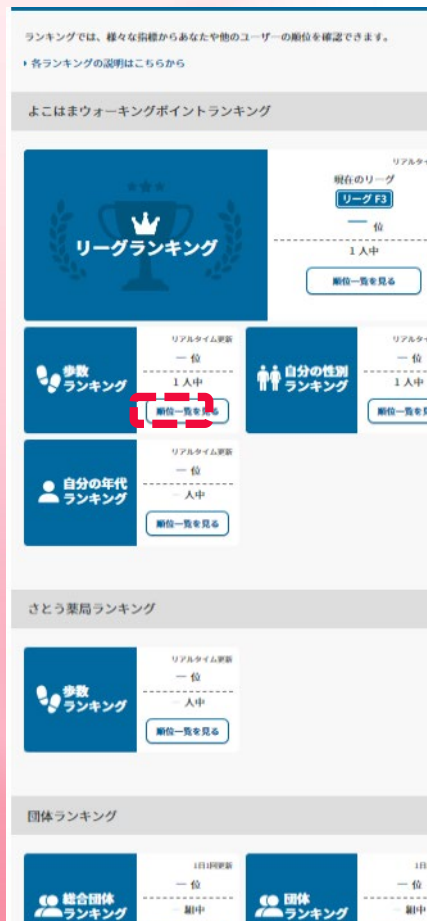 ランキングでは、様々な指標からあなたや他のユーザーの順位を確認できます。
各ランキングの説明はこちらから
よこはまウォーキングポイントランキング
リーグランキング
リアルタイ
現在のリーグ
リーグ F3
― 位
1 人中
順位一覧を見る
歩数
ランキング
リアルタイム更新
― 位
1 人中
順位一覧を見る
自分の性別
ランキング
リアルタイ
― 位
1 人中
順位一覧を見
自分の年代
ランキング
リアルタイム更新
― 位
― 人中
順位一覧を見る
さとう薬局ランキング
歩数
ランキング
リアルタイム更新
― 位
― 人中
順位一覧を見る
団体ランキング
総合団体
ランキング
1日1回更新
― 位
― 組中
団体
ランキング
1日
― 位
― 組中